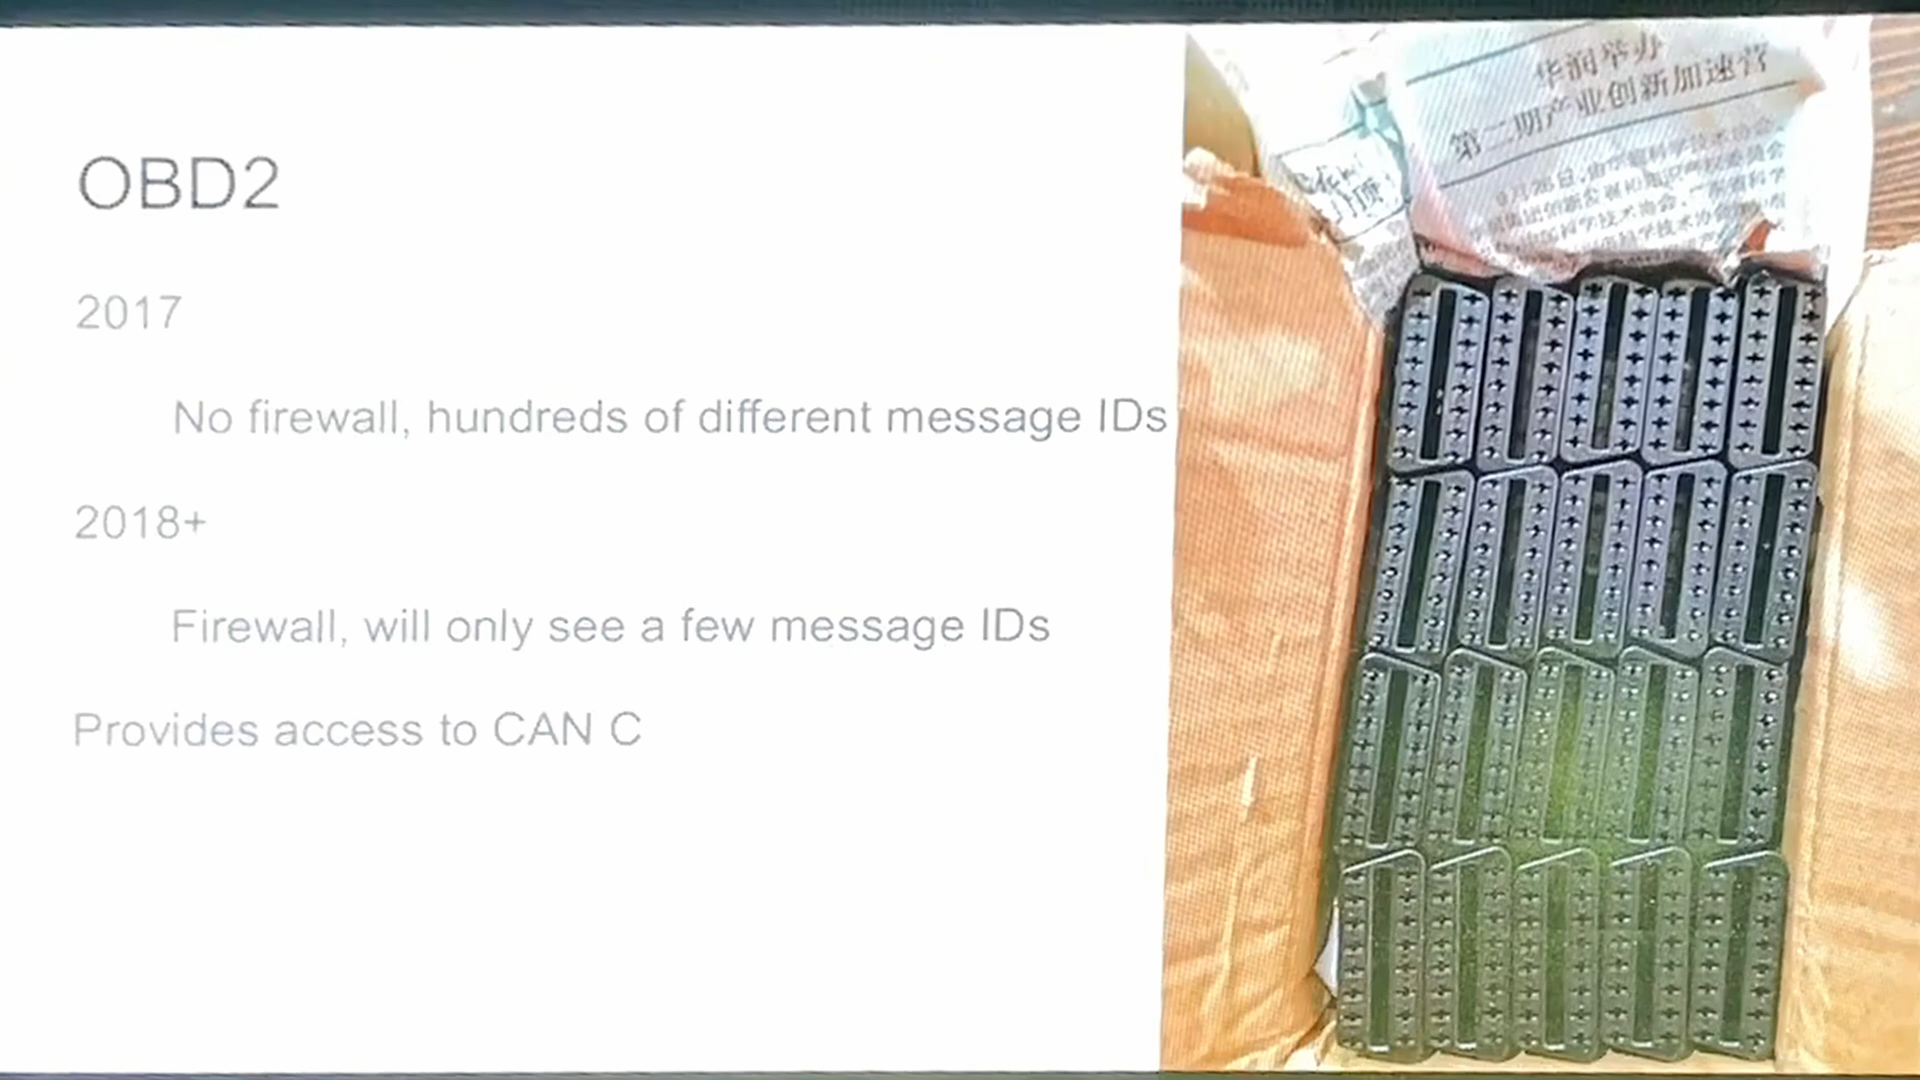 OBD2
2017
No firewall, hundreds of different message IDs
2018+
Firewall, will only see a few message IDs
Provides access to CAN C
华润举办
第二期产业创新加速营